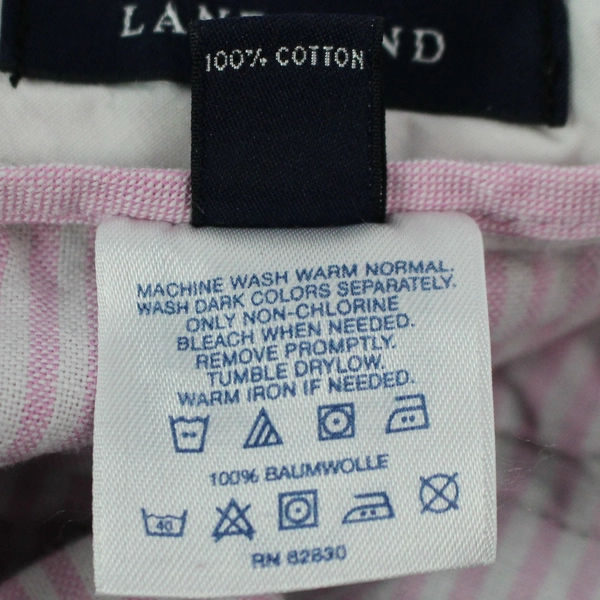 100% COTTON
MACHINE WASH WARM NORMAL.
WASH DARK COLORS SEPARATELY.
ONLY NON-CHLORINE
BLEACH WHEN NEEDED.
REMOVE PROMPTLY.
TUMBLE DRYLOW.
WARM IRON IF NEEDED.
100% BAUMWOLLE
40
RN 62830